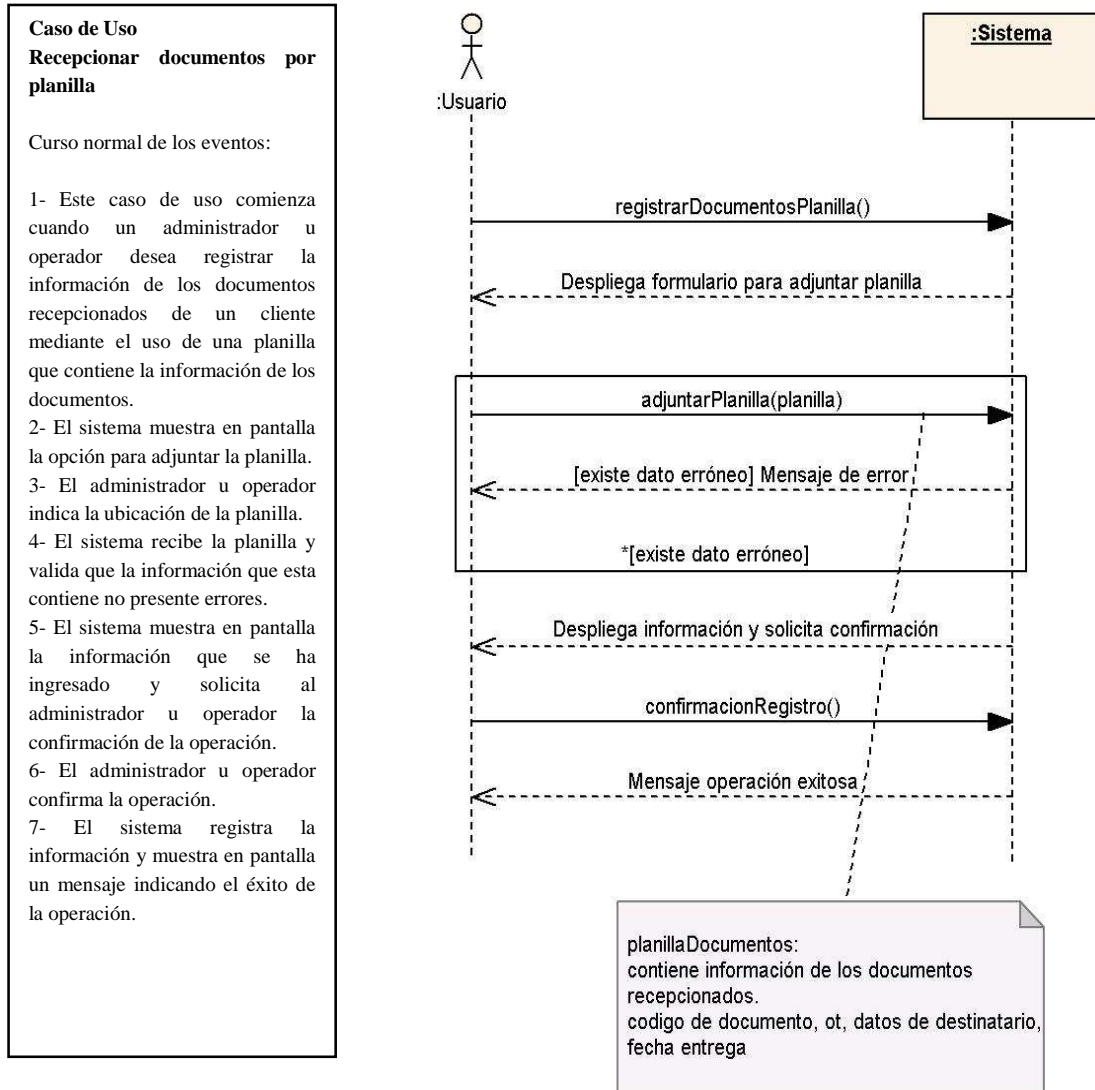 Caso de Uso
Recepcionar documentos por
planilla
Curso normal de los eventos:
1- Este caso de uso comienza
cuando un administrador u
operador desea registrar la
información de los documentos
recepcionados de un cliente
mediante el uso de una planilla
que contiene la información de los
documentos.
2- El sistema muestra en pantalla
la opción para adjuntar la planilla.
3- El administrador u operador
indica la ubicación de la planilla.
4- El sistema recibe la planilla y
valida que la información que esta
contiene no presente errores.
5- El sistema muestra en pantalla
la información que se ha
ingresado y solicita al
administrador u operador la
confirmación de la operación.
6- El administrador u operador
confirma la operación.
7- El sistema registra la
información y muestra en pantalla
un mensaje indicando el éxito de
la operación.
:Usuario
:Sistema
registrarDocumentosPlanilla()
Despliega formulario para adjuntar planilla
adjuntarPlanilla(planilla)
[existe dato erróneo] Mensaje de error
*[existe dato erróneo]
Despliega información y solicita confirmación
confirmacionRegistro()
Mensaje operación exitosa
planillaDocumentos:
contiene información de los documentos
recepcionados.
codigo de documento, ot, datos de destinatario,
fecha entrega